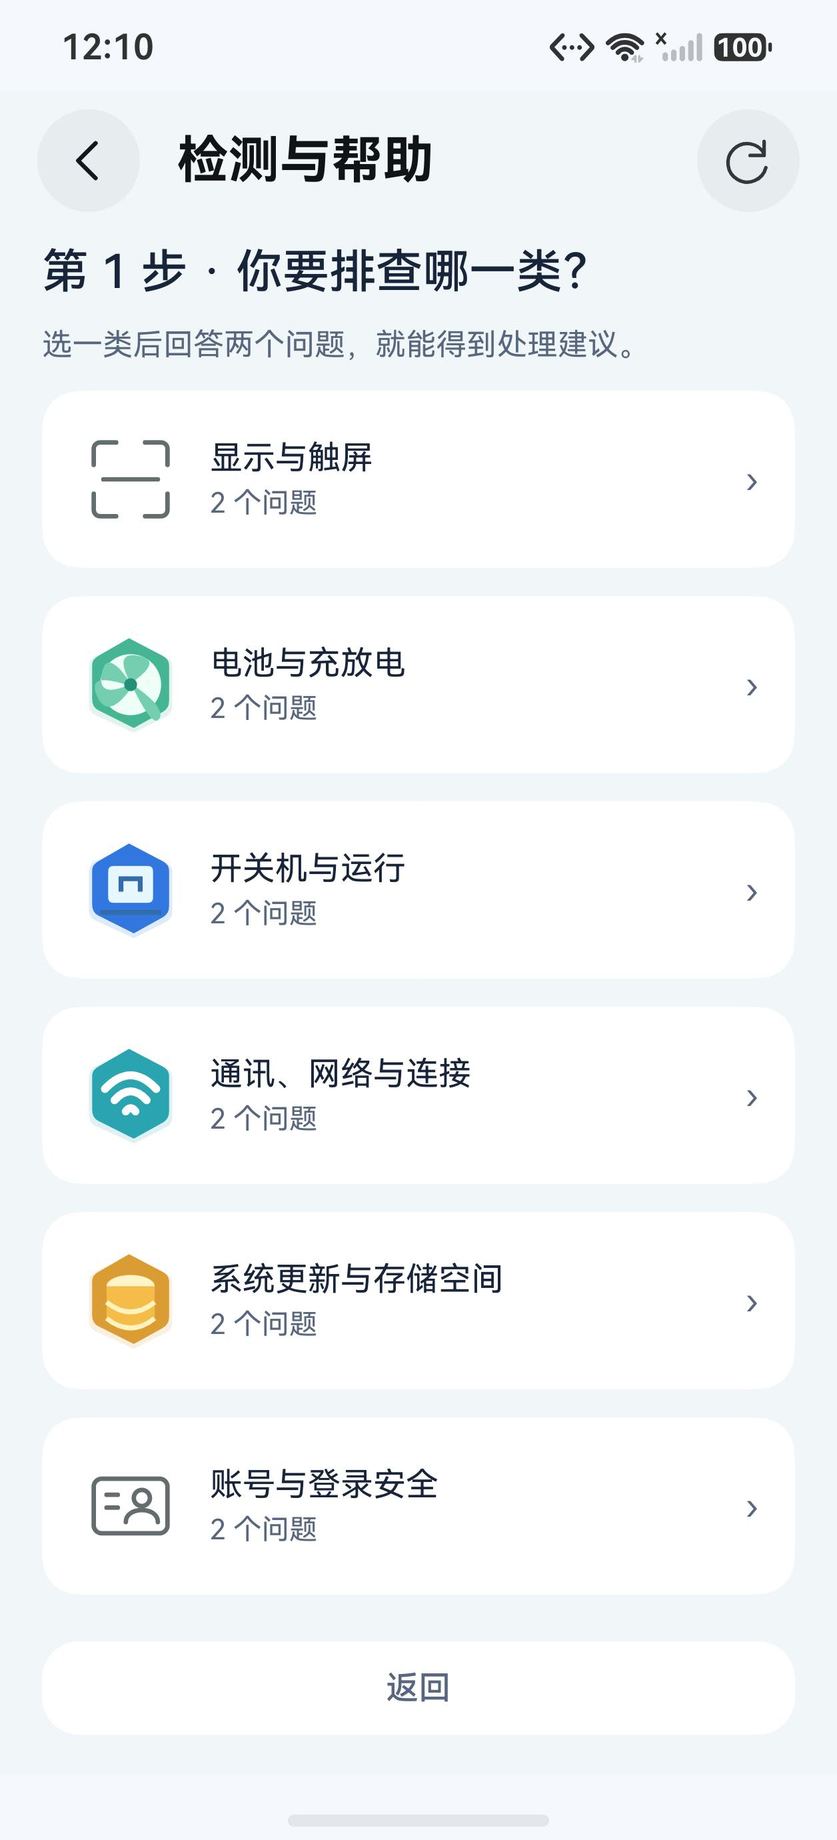 12:10
100
检测与帮助
第 1 步 · 你要排查哪一类？
选一类后回答两个问题，就能得到处理建议。
显示与触屏
2 个问题
电池与充放电
2 个问题
开关机与运行
2 个问题
通讯、网络与连接
2 个问题
系统更新与存储空间
2 个问题
账号与登录安全
2 个问题
返回